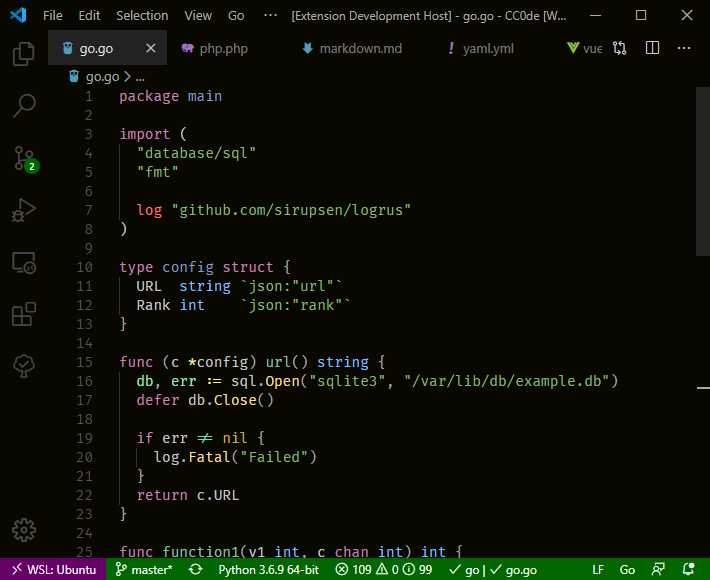 File Edit Selection View Go ··· [Extension Development Host] - go.go - CC0de [W...
go.go php.php markdown.md yaml.yml vue ···
go.go > ...
1 package main
2
3 import (
4 "database/sql"
5 "fmt"
6
7 log "github.com/sirupsen/logrus"
8 )
9
10 type config struct {
11 URL string `json:"url"`
12 Rank int `json:"rank"`
13 }
14
15 func (c *config) url() string {
16 db, err := sql.Open("sqlite3", "/var/lib/db/example.db")
17 defer db.Close()
18
19 if err ≠ nil {
20 log.Fatal("Failed")
21 }
22 return c.URL
23 }
24
25 func function1(v1 int, c chan int) int {
2
WSL: Ubuntu master* Python 3.6.9 64-bit 109 0 99 go | go.go LF Go